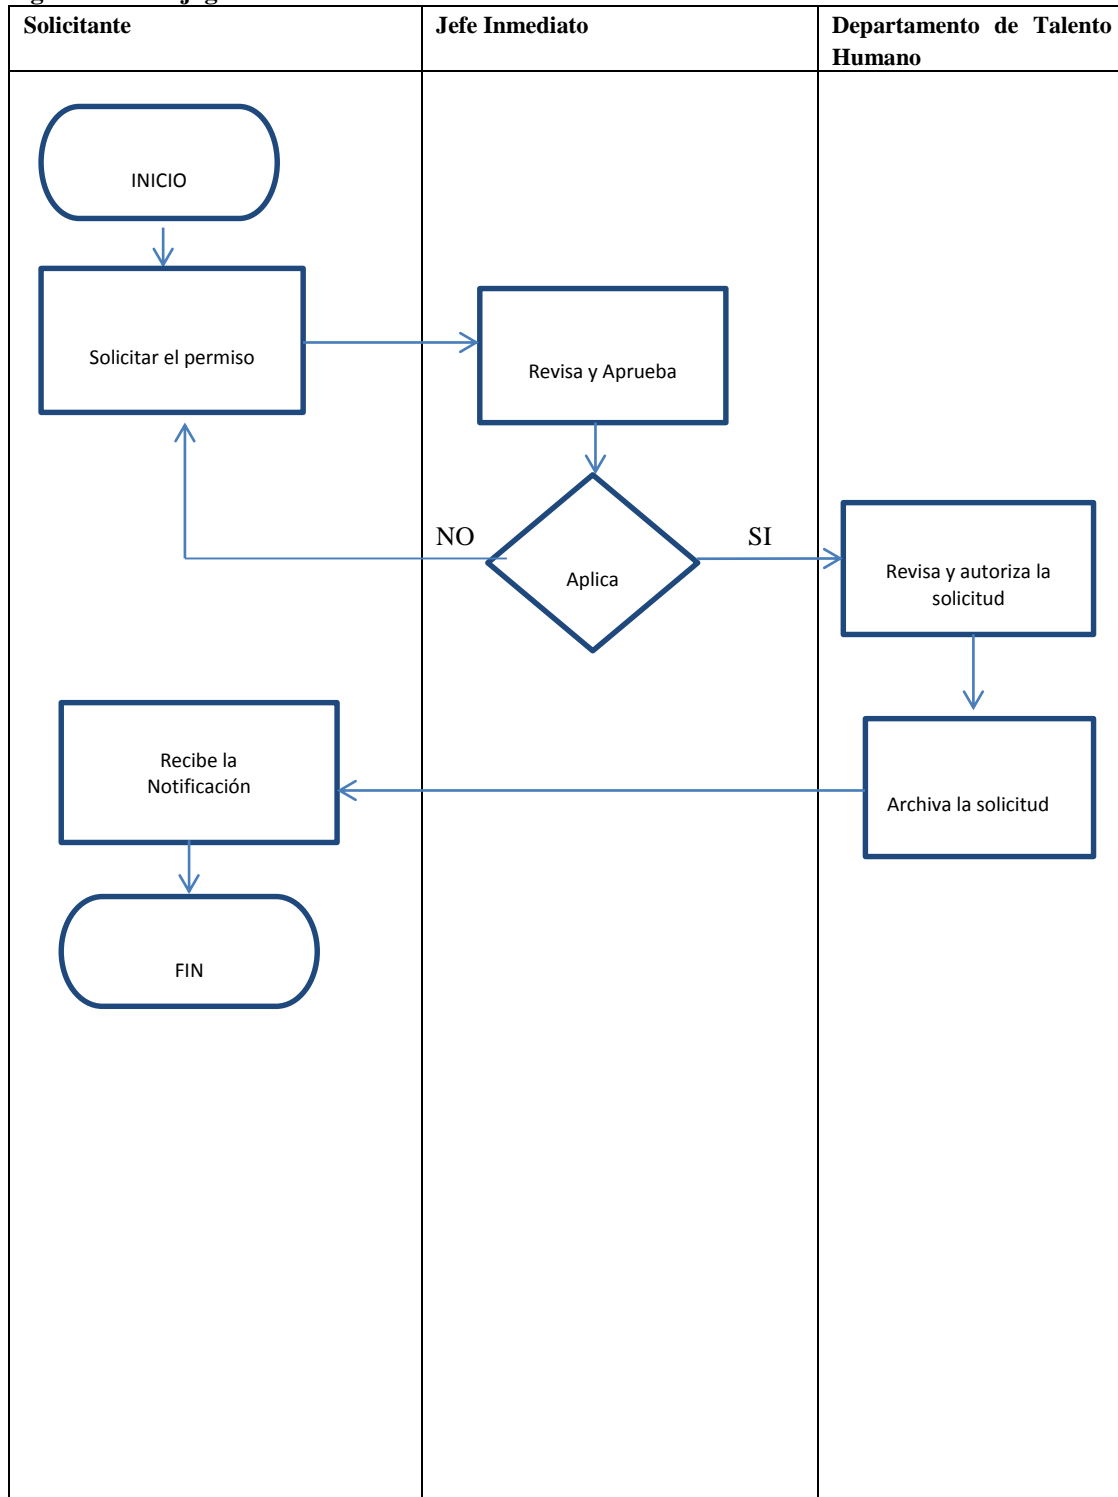 Solicitante
Jefe Inmediato
Departamento de Talento
Humano
INICIO
Solicitar el permiso
Revisa y Aprueba
NO
SI
Aplica
Revisa y autoriza la
solicitud
Recibe la
Notificación
Archiva la solicitud
FIN